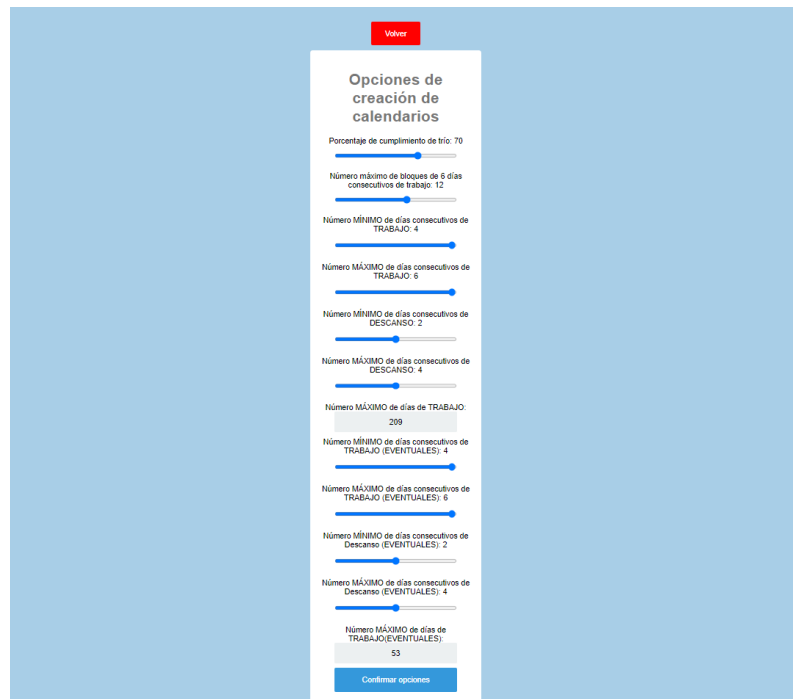 Volver
Opciones de
creación de
calendarios
Porcentaje de cumplimiento de trío: 70
Número máximo de bloques de 6 días
consecutivos de trabajo: 12
Número MÍNIMO de días consecutivos de
TRABAJO: 4
Número MÁXIMO de días consecutivos de
TRABAJO: 6
Número MÍNIMO de días consecutivos de
DESCANSO: 2
Número MÁXIMO de días consecutivos de
DESCANSO: 4
Número MÁXIMO de días de TRABAJO:
209
Número MÍNIMO de días consecutivos de
TRABAJO (EVENTUALES): 4
Número MÁXIMO de días consecutivos de
TRABAJO (EVENTUALES): 6
Número MÍNIMO de días consecutivos de
Descanso (EVENTUALES): 2
Número MÁXIMO de días consecutivos de
Descanso (EVENTUALES): 4
Número MÁXIMO de días de
TRABAJO(EVENTUALES):
53
Confirmar opciones